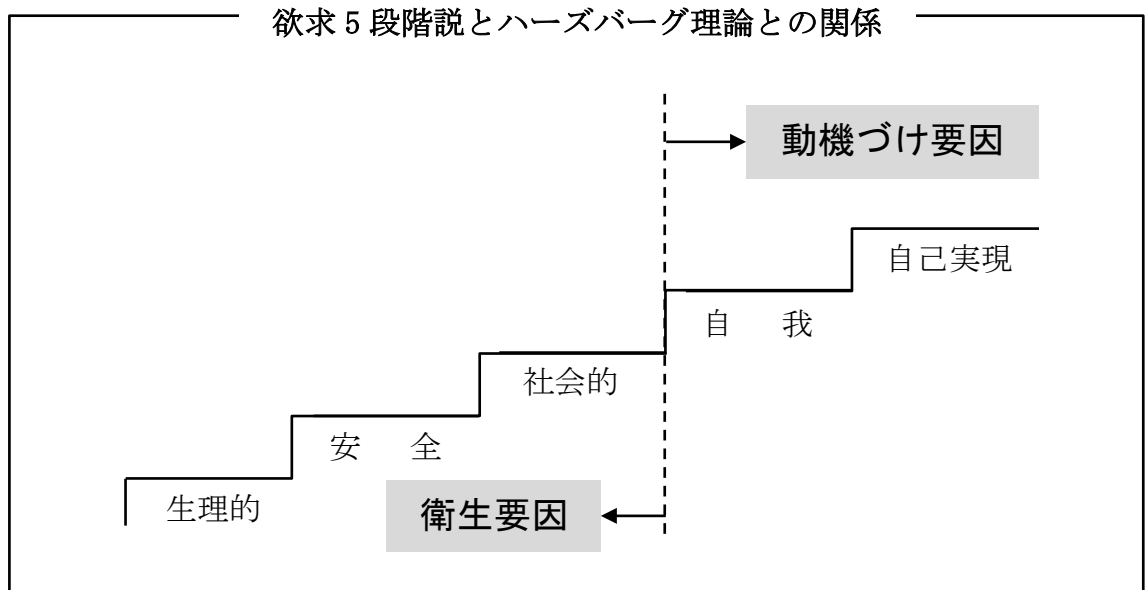 欲求5段階説とハーズバーグ理論との関係
動機づけ要因
自己実現
自　我
社会的
安　全
生理的
衛生要因